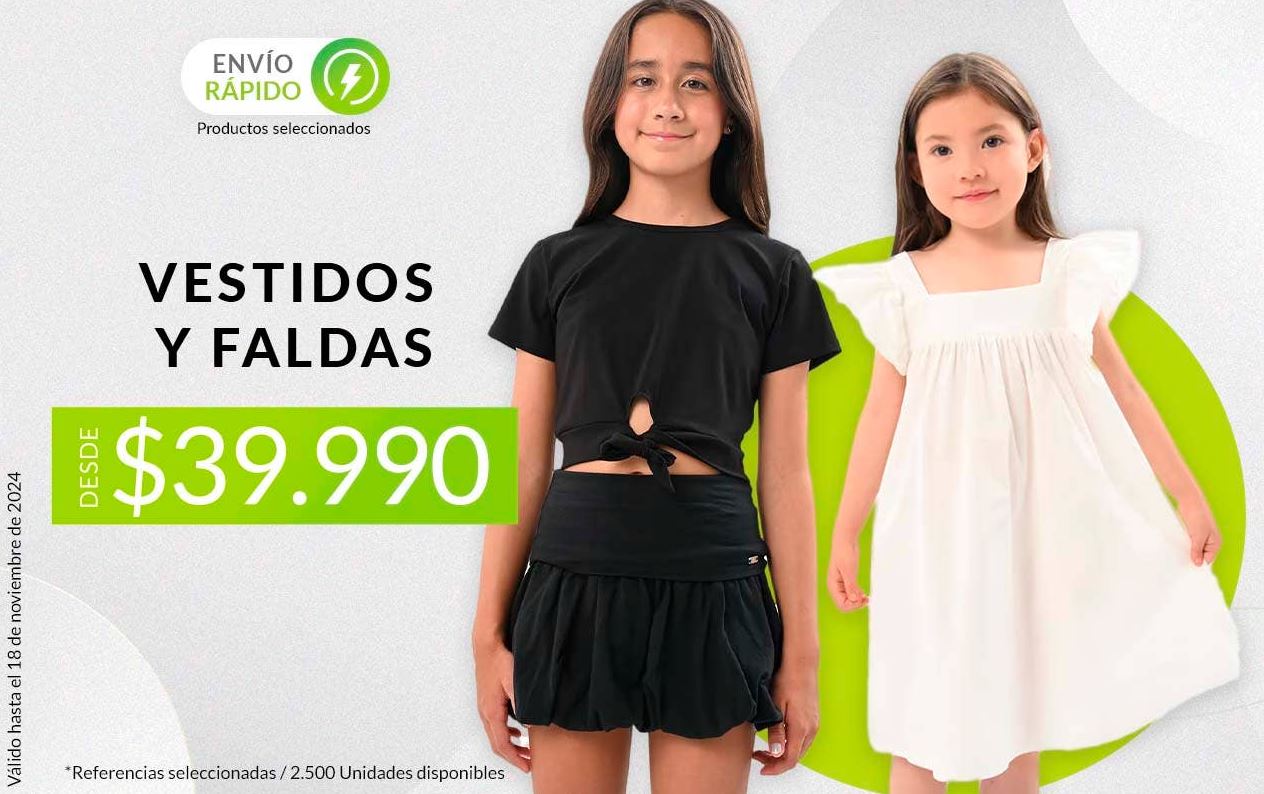 ENVÍO
RÁPIDO
Productos seleccionados
VESTIDOS
Y FALDAS
DESDE
$39.990
Válido hasta el 18 de noviembre de 2024
*Referencias seleccionadas / 2.500 Unidades disponibles